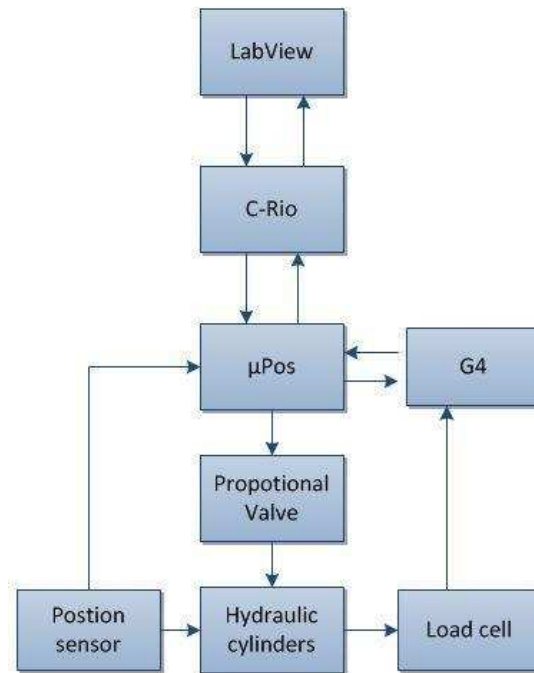 LabView
C-Rio
µPos
G4
Propotional
Valve
Postion
sensor
Hydraulic
cylinders
Load cell